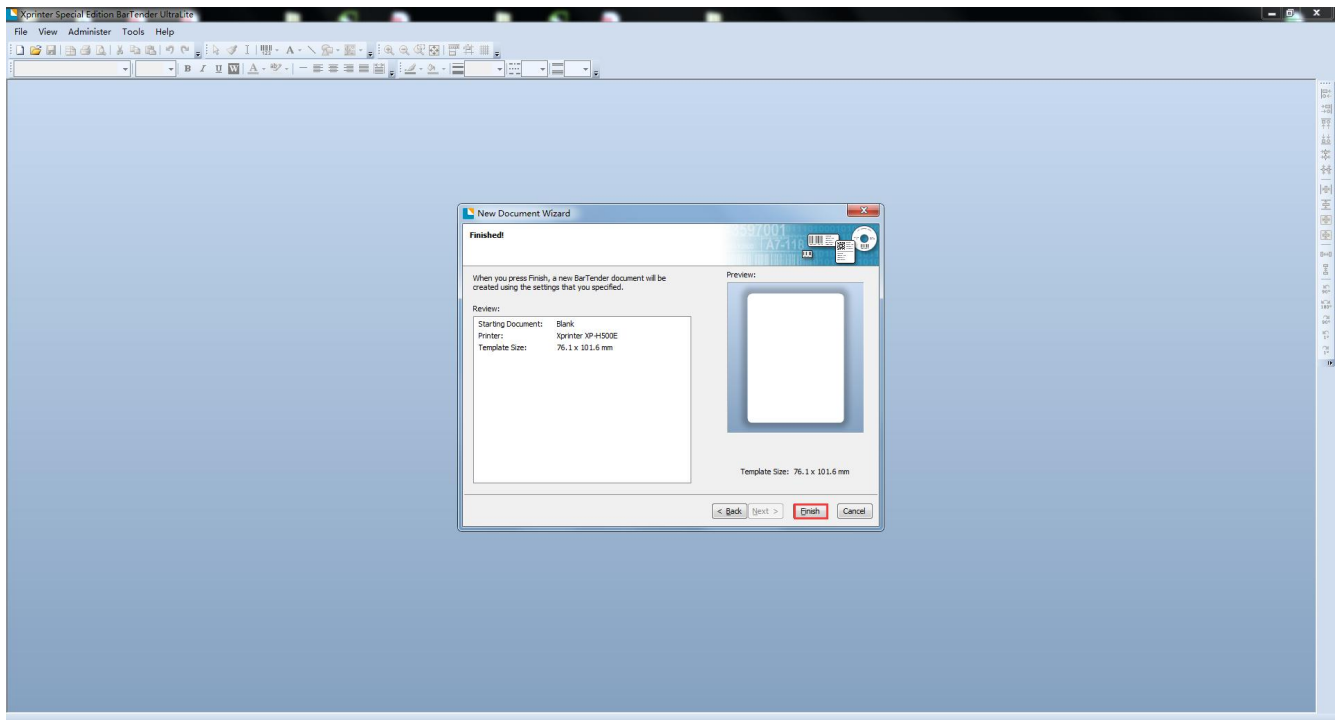 Xprinter Special Edition BarTender UltraLite
File View Administer Tools Help
New Document Wizard
Finished!
When you press Finish, a new BarTender document will be
created using the settings that you specified.
Preview:
Review:
Starting Document: Blank
Printer: Xprinter XP-H500E
Template Size: 76.1 x 101.6 mm
Template Size: 76.1 x 101.6 mm
< Back Next > Finish Cancel